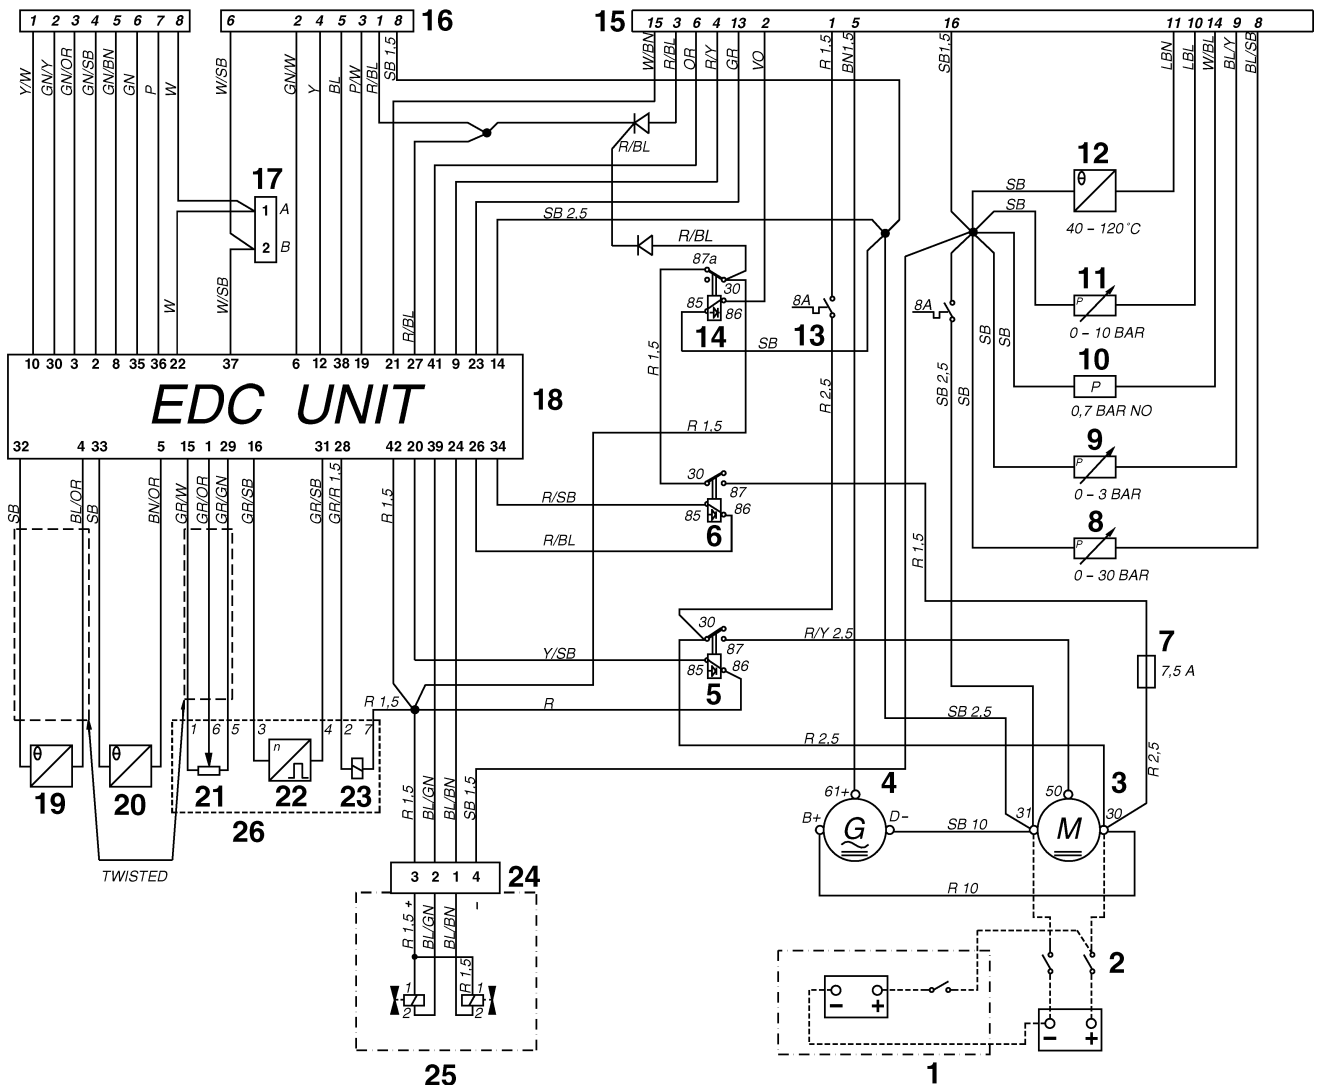 1 2 3 4 5 6 7 8
6 2 4 5 3 1 8
16
15
15 3 6 4 13 2 1 5 16 11 10 14 9 8
Y/W
GN/Y
GN/OR
GN/SB
GN/BN
GN
P
W
W/SB
GN/W
Y
BL
P/W
R/BL
SB 1,5
W/BN
R/BL
OR
R/Y
GR
VO
R 1,5
BN1,5
SB1,5
LBN
LBL
W/BL
BL/Y
BL/SB
R/BL
12
θ
SB
SB
40 – 120°C
17
1 A
2 B
SB 2,5
R/BL
87a
30
85
86
14
8A
13
8A
11
P
0 – 10 BAR
W
W/SB
R/BL
SB
R 1,5
R 2,5
SB 2,5
SB
SB
SB
10
P
0,7 BAR NO
10 30 3 2 8 35 36 22 37 6 12 38 19 21 27 41 9 23 14
EDC UNIT
18
32 4 33 5 15 1 29 16 31 28 42 20 39 24 26 34
R 1,5
9
P
0 – 3 BAR
SB
BL/OR
SB
BN/OR
GR/W
GR/OR
GR/GN
GR/SB
GR/SB
GR/R 1,5
R 1,5
R/SB
R/BL
30
87
85
86
6
8
P
0 – 30 BAR
R 1,5
30
87
85
86
5
Y/SB
R/Y 2,5
7
7,5 A
R 1,5
R
SB 2,5
R 2,5
R 2,5
1 6 5 3 4 2 7
θ
19
θ
20
21
n
22
23
26
TWISTED
R 1,5
BL/GN
BL/BN
SB 1,5
4
61+
B+
D–
G
SB 10
3
50
31
30
M
R 10
3 2 1 4
24
+
–
R 1,5
BL/GN
BL/BN
R 1,5
1
2
1
2
25
2
– +
– +
1